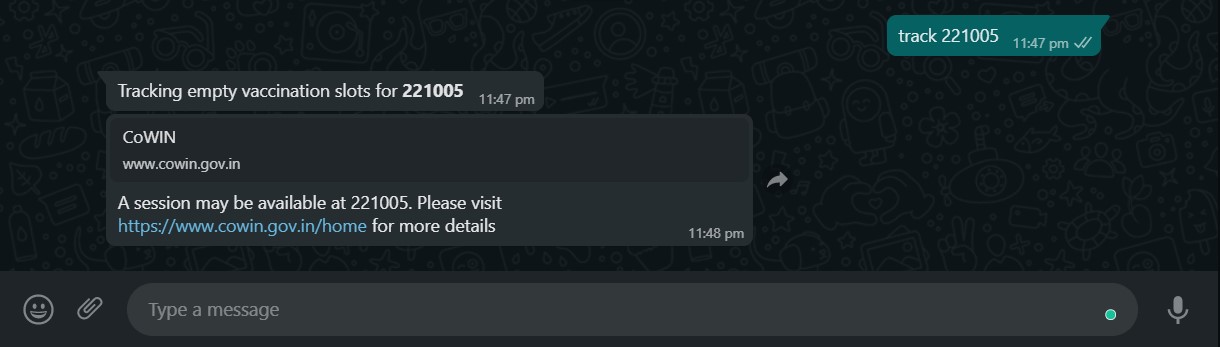 track 221005 11:47 pm
Tracking empty vaccination slots for 221005 11:47 pm
CoWIN
www.cowin.gov.in
A session may be available at 221005. Please visit
https://www.cowin.gov.in/home for more details 11:48 pm
Type a message